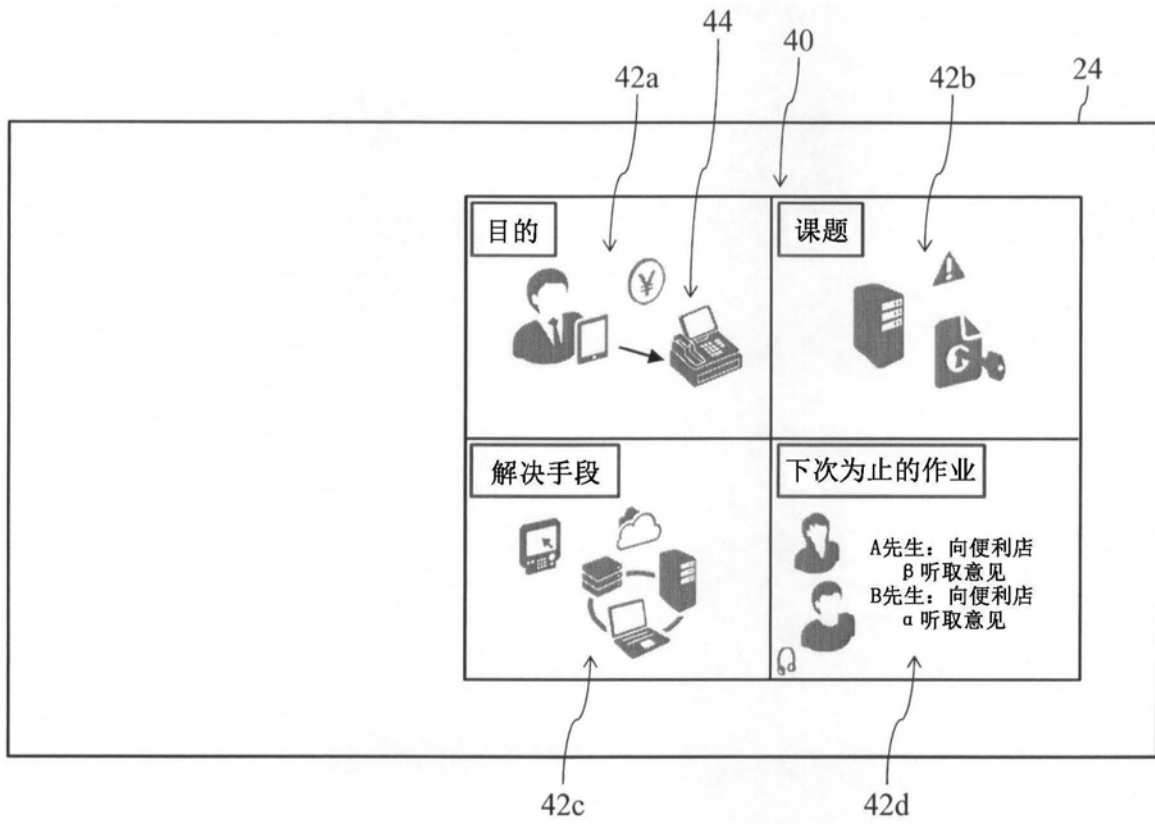 44
40
42a
42b
24
目的
课题
¥
解决手段
下次为止的作业
A先生：向便利店
β听取意见
B先生：向便利店
α听取意见
42c
42d